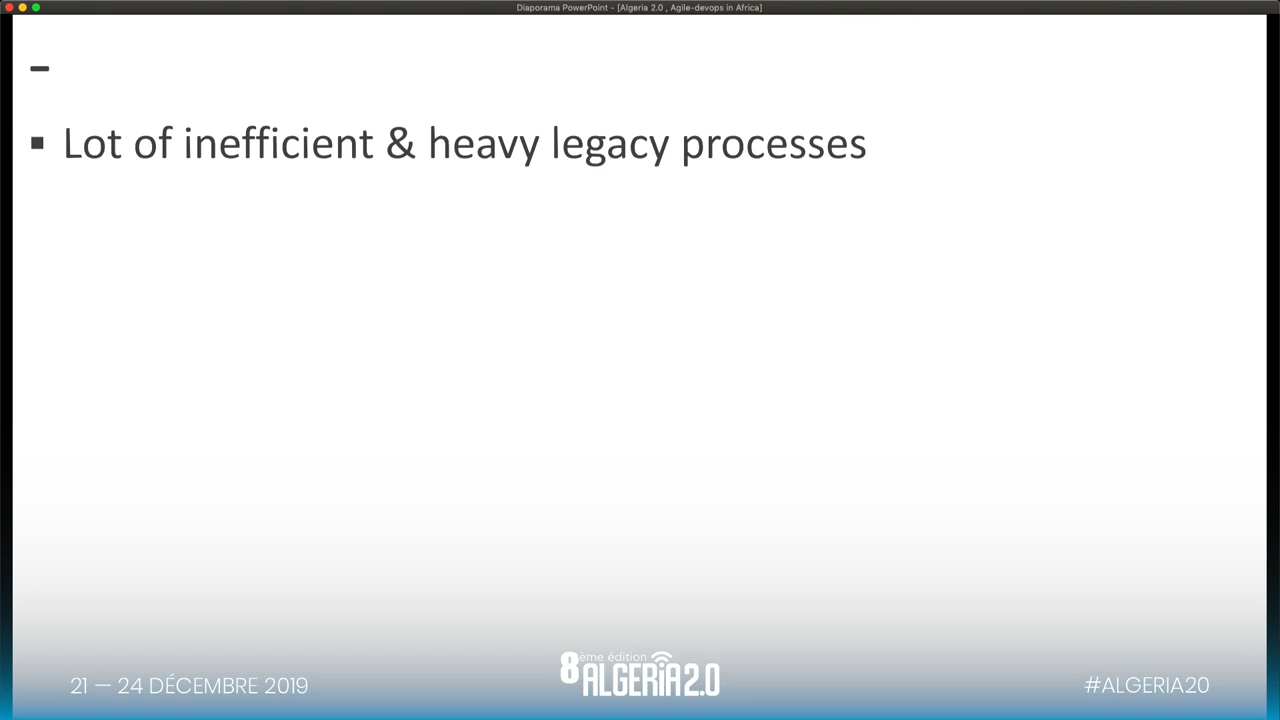 Diaporama PowerPoint - [Algeria 2.0 , Agile-devops in Africa]
-
▪ Lot of inefficient & heavy legacy processes
21 — 24 DÉCEMBRE 2019
8ème édition
ALGERiA2.0
#ALGERIA20